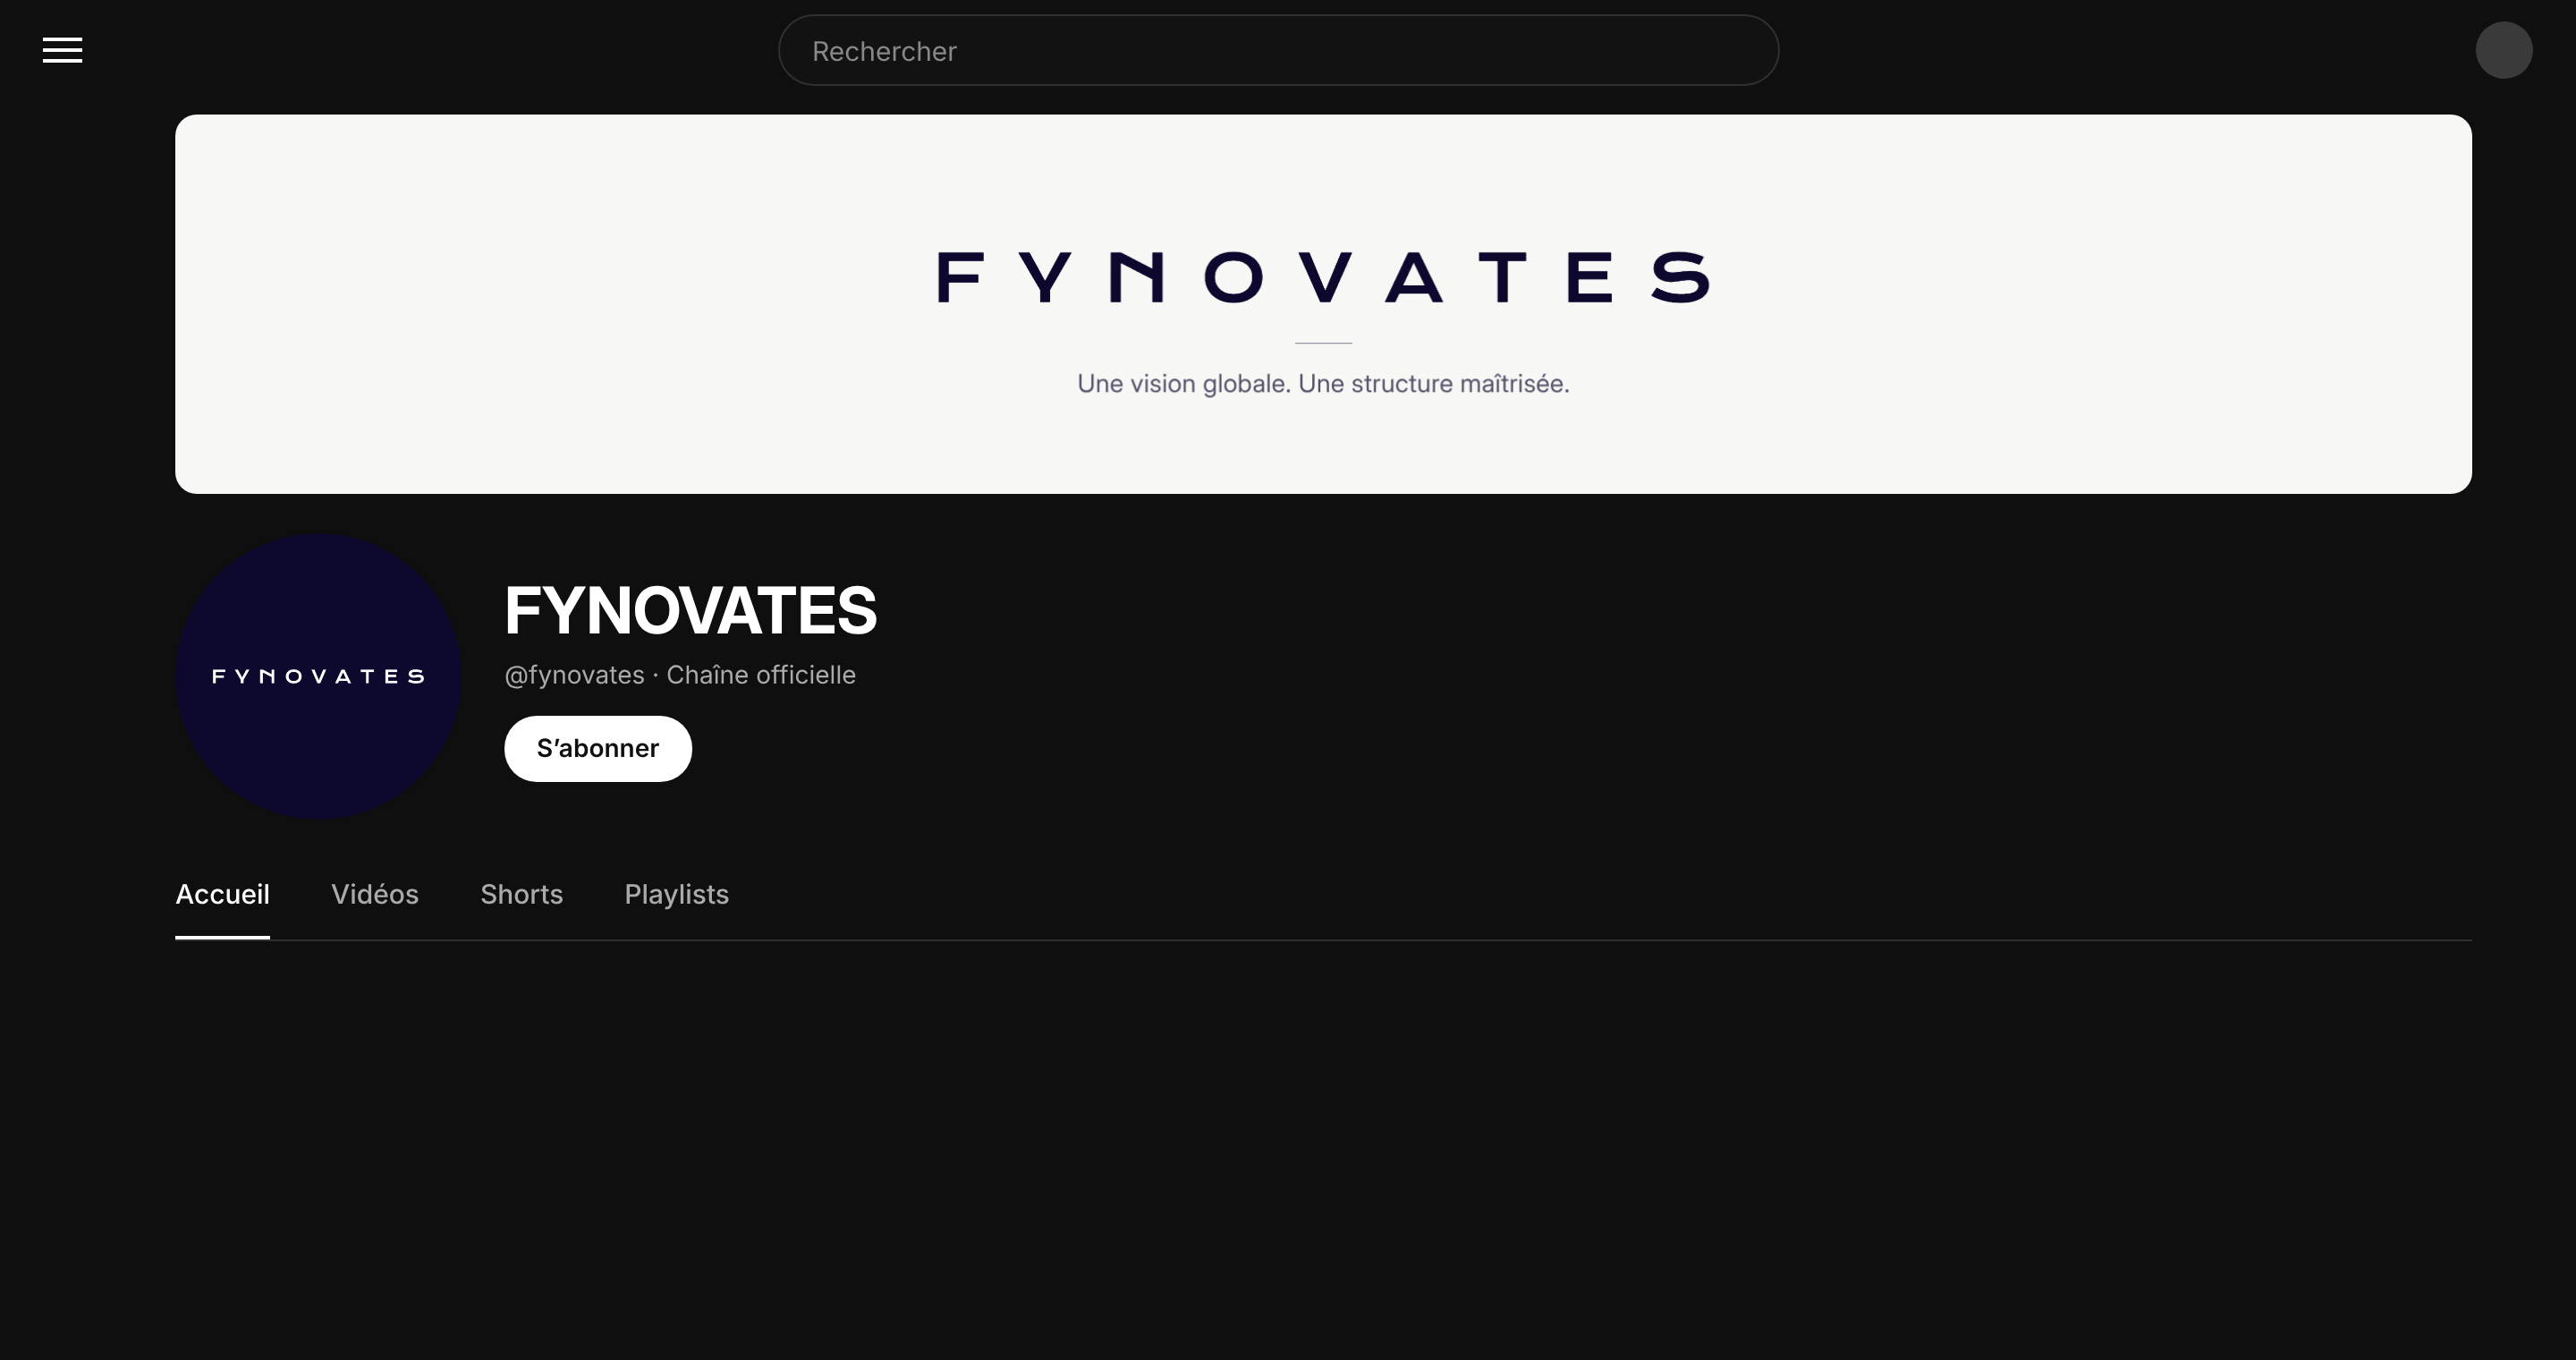 Rechercher
FYNOVATES
Une vision globale. Une structure maîtrisée.
FYNOVATES
FYNOVATES
@fynovates · Chaîne officielle
S’abonner
Accueil Vidéos Shorts Playlists